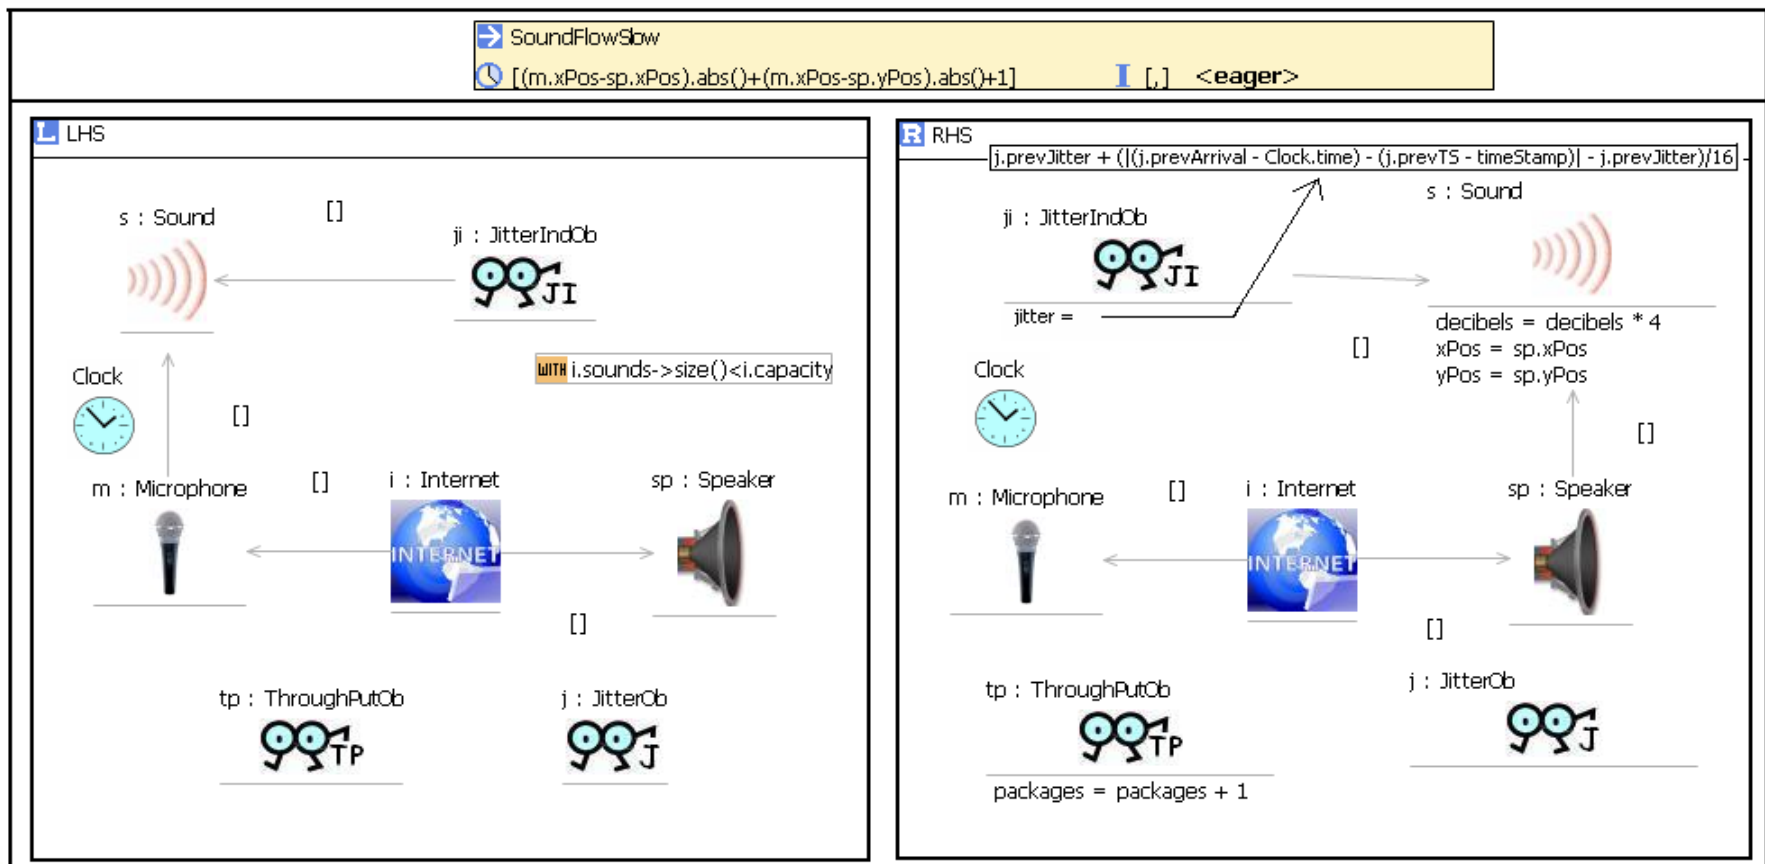 SoundFlowSlow
[(m.xPos-sp.xPos).abs()+(m.xPos-sp.yPos).abs()+1] I [,] <eager>
L LHS
s : Sound
[]
ji : JitterIndOb
JI
WITH i.sounds->size()<i.capacity
Clock
[]
m : Microphone
[]
i : Internet
sp : Speaker
INTERNET
[]
tp : ThroughPutOb
j : JitterOb
TP
J
R RHS
j.prevJitter + (|(j.prevArrival - Clock.time) - (j.prevTS - timeStamp)| - j.prevJitter)/16
s : Sound
ji : JitterIndOb
JI
jitter =
decibels = decibels * 4
xPos = sp.xPos
yPos = sp.yPos
[]
Clock
[]
m : Microphone
[]
i : Internet
sp : Speaker
INTERNET
[]
tp : ThroughPutOb
j : JitterOb
TP
J
packages = packages + 1